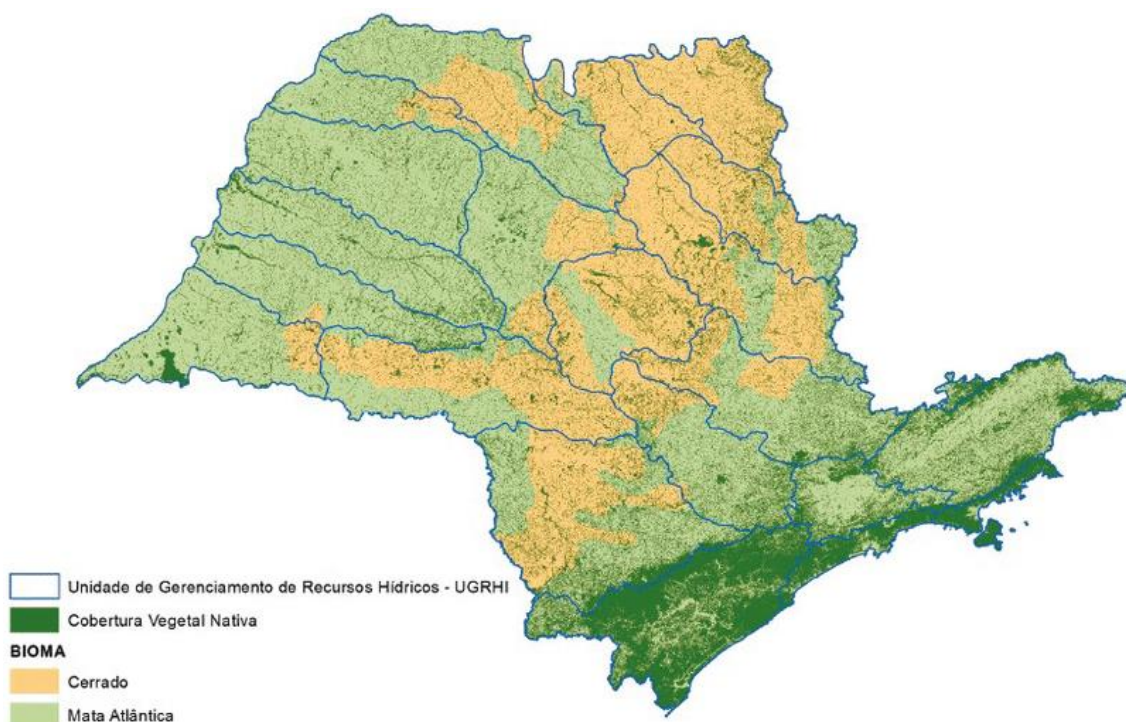 Unidade de Gerenciamento de Recursos Hídricos - UGRHI
Cobertura Vegetal Nativa
BIOMA
Cerrado
Mata Atlântica